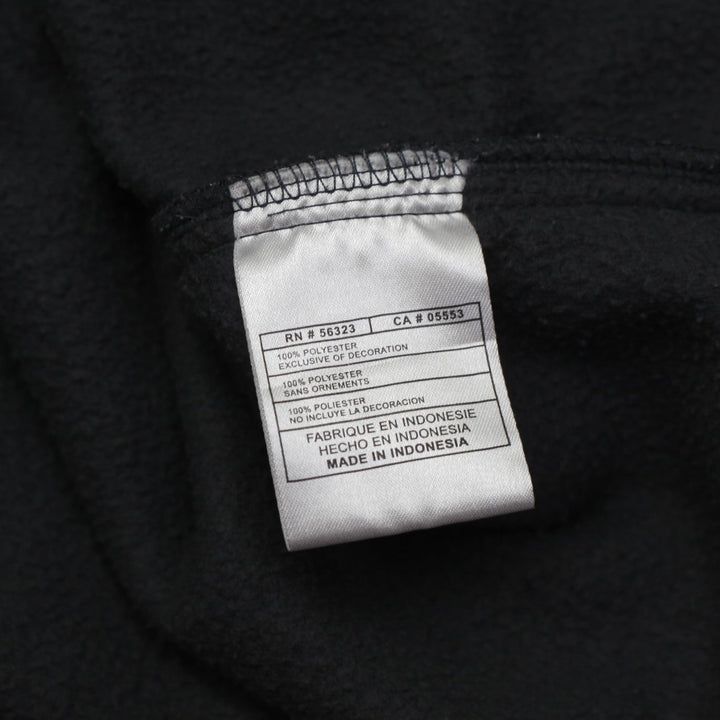 RN # 56323 CA # 05553
100% POLYESTER
EXCLUSIVE OF DECORATION
100% POLYESTER
SANS ORNEMENTS
100% POLIESTER
NO INCLUYE LA DECORACION
FABRIQUE EN INDONESIE
HECHO EN INDONESIA
MADE IN INDONESIA